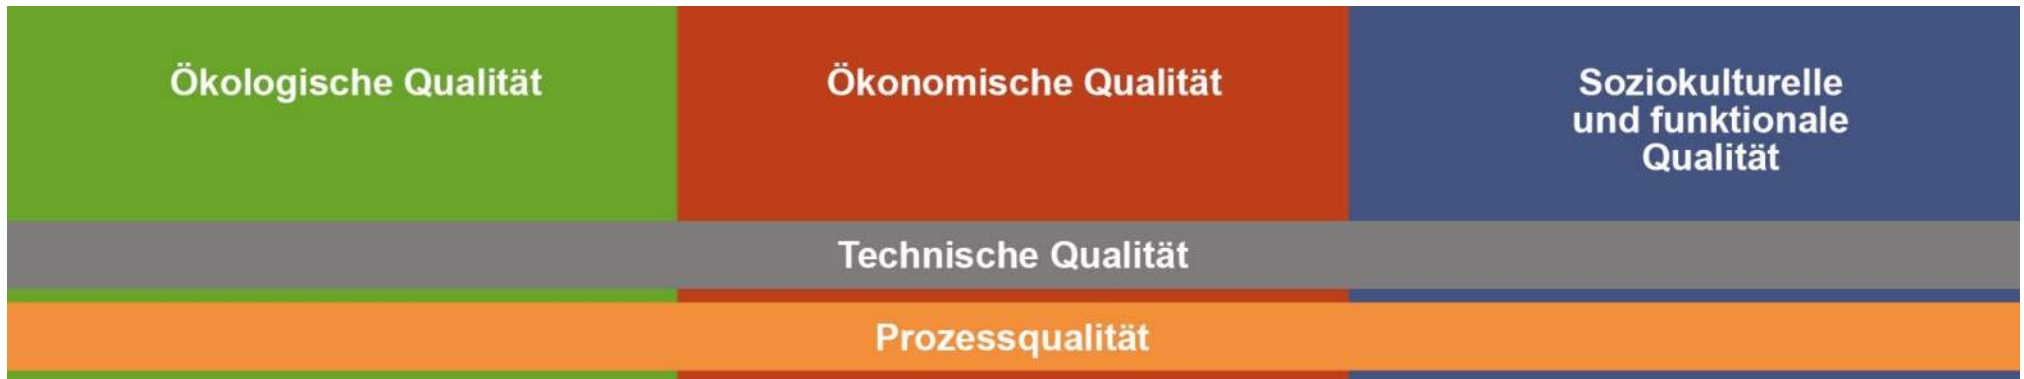 Ökologische Qualität
Ökonomische Qualität
Soziokulturelle
und funktionale
Qualität
Technische Qualität
Prozessqualität